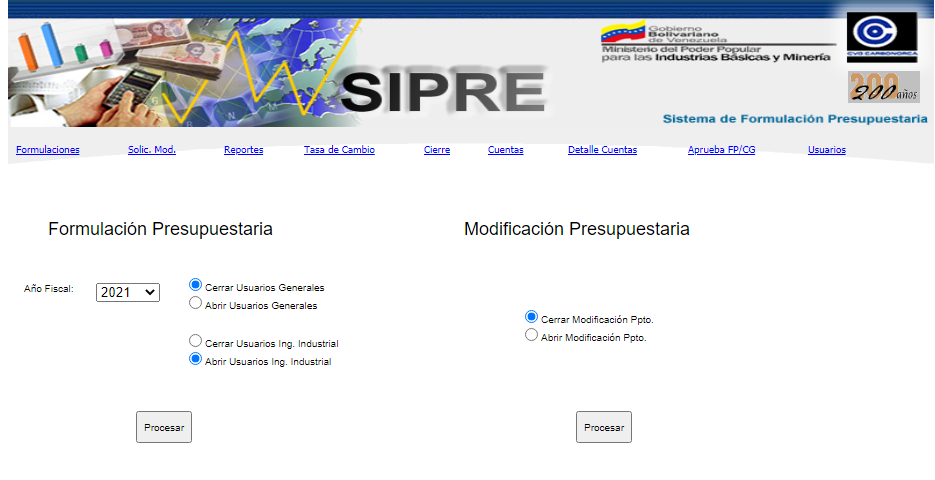 Gobierno
Bolivariano
de Venezuela
Ministerio del Poder Popular
para las Industrias Básicas y Minería
CVG CARBONORCA
SIPRE
200 años
Sistema de Formulación Presupuestaria
Formulaciones Solic. Mod. Reportes Tasa de Cambio Cierre Cuentas Detalle Cuentas Aprueba FP/CG Usuarios
Formulación Presupuestaria
Modificación Presupuestaria
Año Fiscal:
2021
Cerrar Usuarios Generales
Abrir Usuarios Generales
Cerrar Usuarios Ing. Industrial
Abrir Usuarios Ing. Industrial
Cerrar Modificación Ppto.
Abrir Modificación Ppto.
Procesar
Procesar